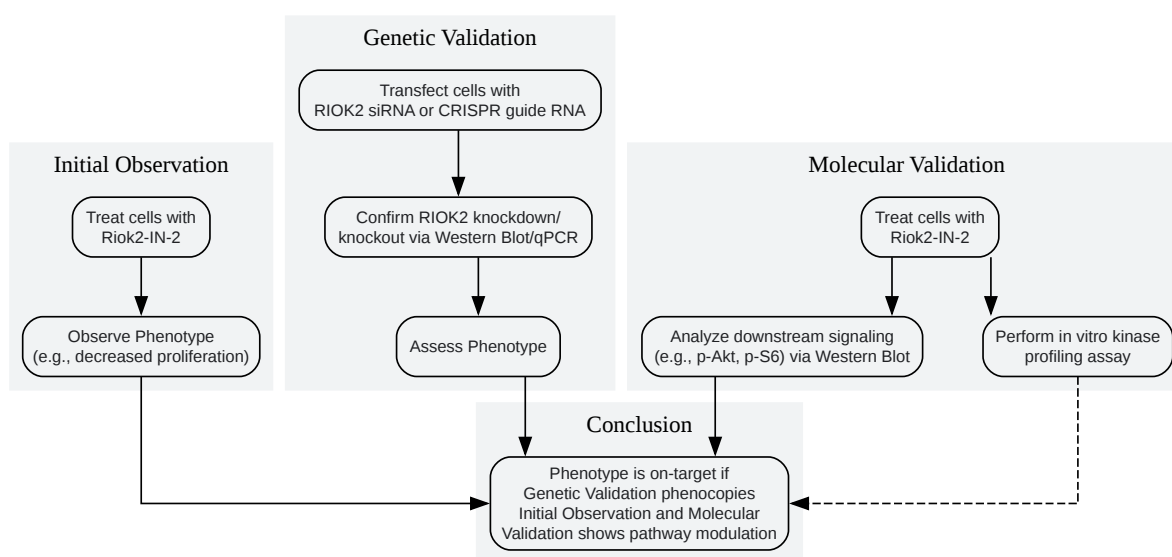 Genetic Validation
Transfect cells with
RIOK2 siRNA or CRISPR guide RNA
Confirm RIOK2 knockdown/
knockout via Western Blot/qPCR
Assess Phenotype
Initial Observation
Treat cells with
Riok2-IN-2
Observe Phenotype
(e.g., decreased proliferation)
Molecular Validation
Treat cells with
Riok2-IN-2
Analyze downstream signaling
(e.g., p-Akt, p-S6) via Western Blot
Perform in vitro kinase
profiling assay
Conclusion
Phenotype is on-target if
Genetic Validation phenocopies
Initial Observation and Molecular
Validation shows pathway modulation